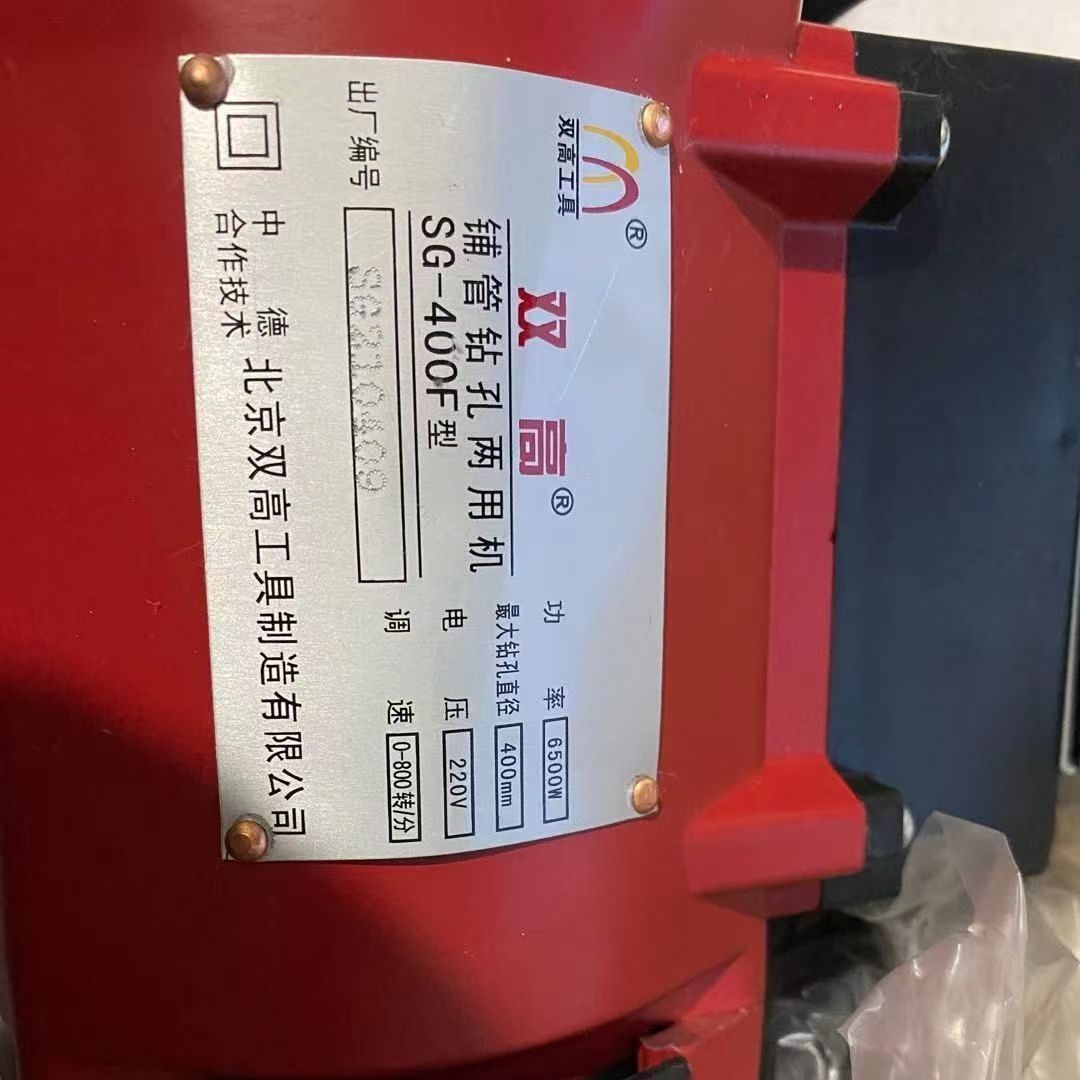 双高工具
®
双高®
铺管钻孔两用机
SG-400F型
功率 6500W
最大钻孔直径 400mm
电压 220V
调速 0-800转/分
出厂编号
中德
合作技术
北京双高工具制造有限公司